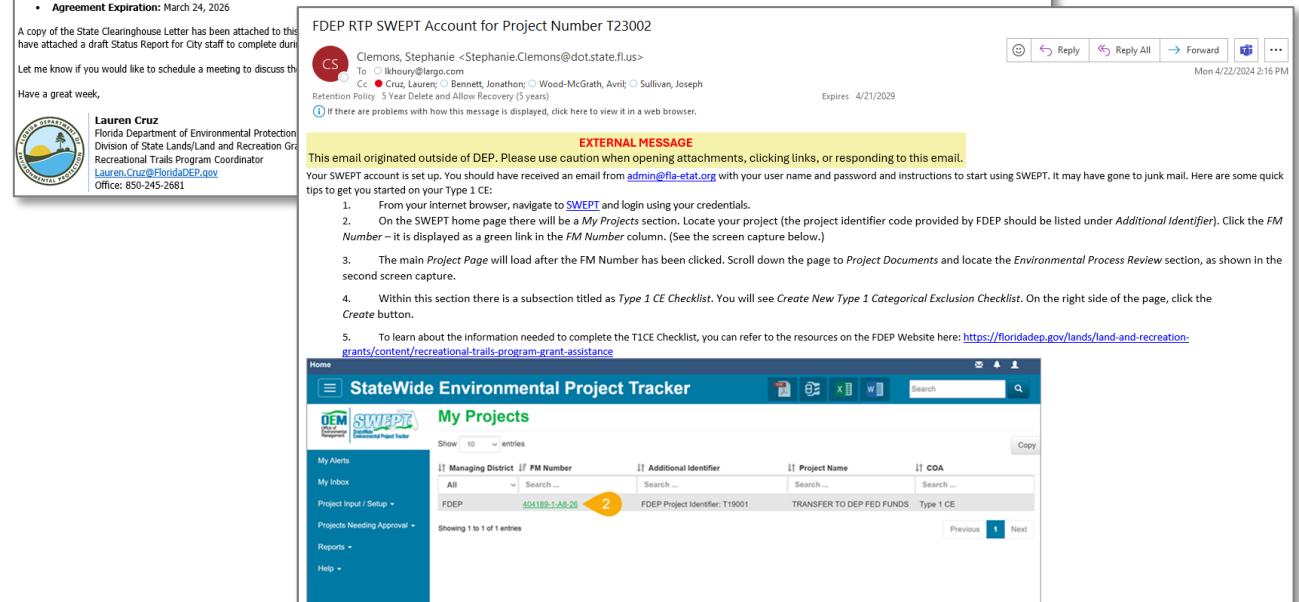 • Agreement Expiration: March 24, 2026
A copy of the State Clearinghouse Letter has been attached to this
have attached a draft Status Report for City staff to complete duri
Let me know if you would like to schedule a meeting to discuss th
Have a great week,
Lauren Cruz
Florida Department of Environmental Protection
Division of State Lands/Land and Recreation Gra
Recreational Trails Program Coordinator
Lauren.Cruz@FloridaDEP.gov
Office: 850-245-2681
FDEP RTP SWEPT Account for Project Number T23002
CS
Clemons, Stephanie <Stephanie.Clemons@dot.state.fl.us>
To lkhoury@largo.com
Cc Cruz, Lauren; Bennett, Jonathon; Wood-McGrath, Avril; Sullivan, Joseph
Reply Reply All Forward
Mon 4/22/2024 2:16 PM
Retention Policy 5 Year Delete and Allow Recovery (5 years) Expires 4/21/2029
If there are problems with how this message is displayed, click here to view it in a web browser.
EXTERNAL MESSAGE
This email originated outside of DEP. Please use caution when opening attachments, clicking links, or responding to this email.
Your SWEPT account is set up. You should have received an email from admin@fla-etat.org with your user name and password and instructions to start using SWEPT. It may have gone to junk mail. Here are some quick
tips to get you started on your Type 1 CE:
1. From your internet browser, navigate to SWEPT and login using your credentials.
2. On the SWEPT home page there will be a My Projects section. Locate your project (the project identifier code provided by FDEP should be listed under Additional Identifier). Click the FM
Number – it is displayed as a green link in the FM Number column. (See the screen capture below.)
3. The main Project Page will load after the FM Number has been clicked. Scroll down the page to Project Documents and locate the Environmental Process Review section, as shown in the
second screen capture.
4. Within this section there is a subsection titled as Type 1 CE Checklist. You will see Create New Type 1 Categorical Exclusion Checklist. On the right side of the page, click the
Create button.
5. To learn about the information needed to complete the T1CE Checklist, you can refer to the resources on the FDEP Website here: https://floridadep.gov/lands/land-and-recreation-
grants/content/recreational-trails-program-grant-assistance
Home
StateWide Environmental Project Tracker
Search
OEM
Office of
Environmental
Management
SWEPT
StateWide
Environmental Project Tracker
My Projects
Show 10 entries
Copy
My Alerts
My Inbox
Project Input / Setup
Projects Needing Approval
Reports
Help
Managing District FM Number Additional Identifier Project Name COA
All Search ... Search ... Search ... Search ...
FDEP 404189-1-A8-26 2 FDEP Project Identifier: T19001 TRANSFER TO DEP FED FUNDS Type 1 CE
Showing 1 to 1 of 1 entries
Previous 1 Next